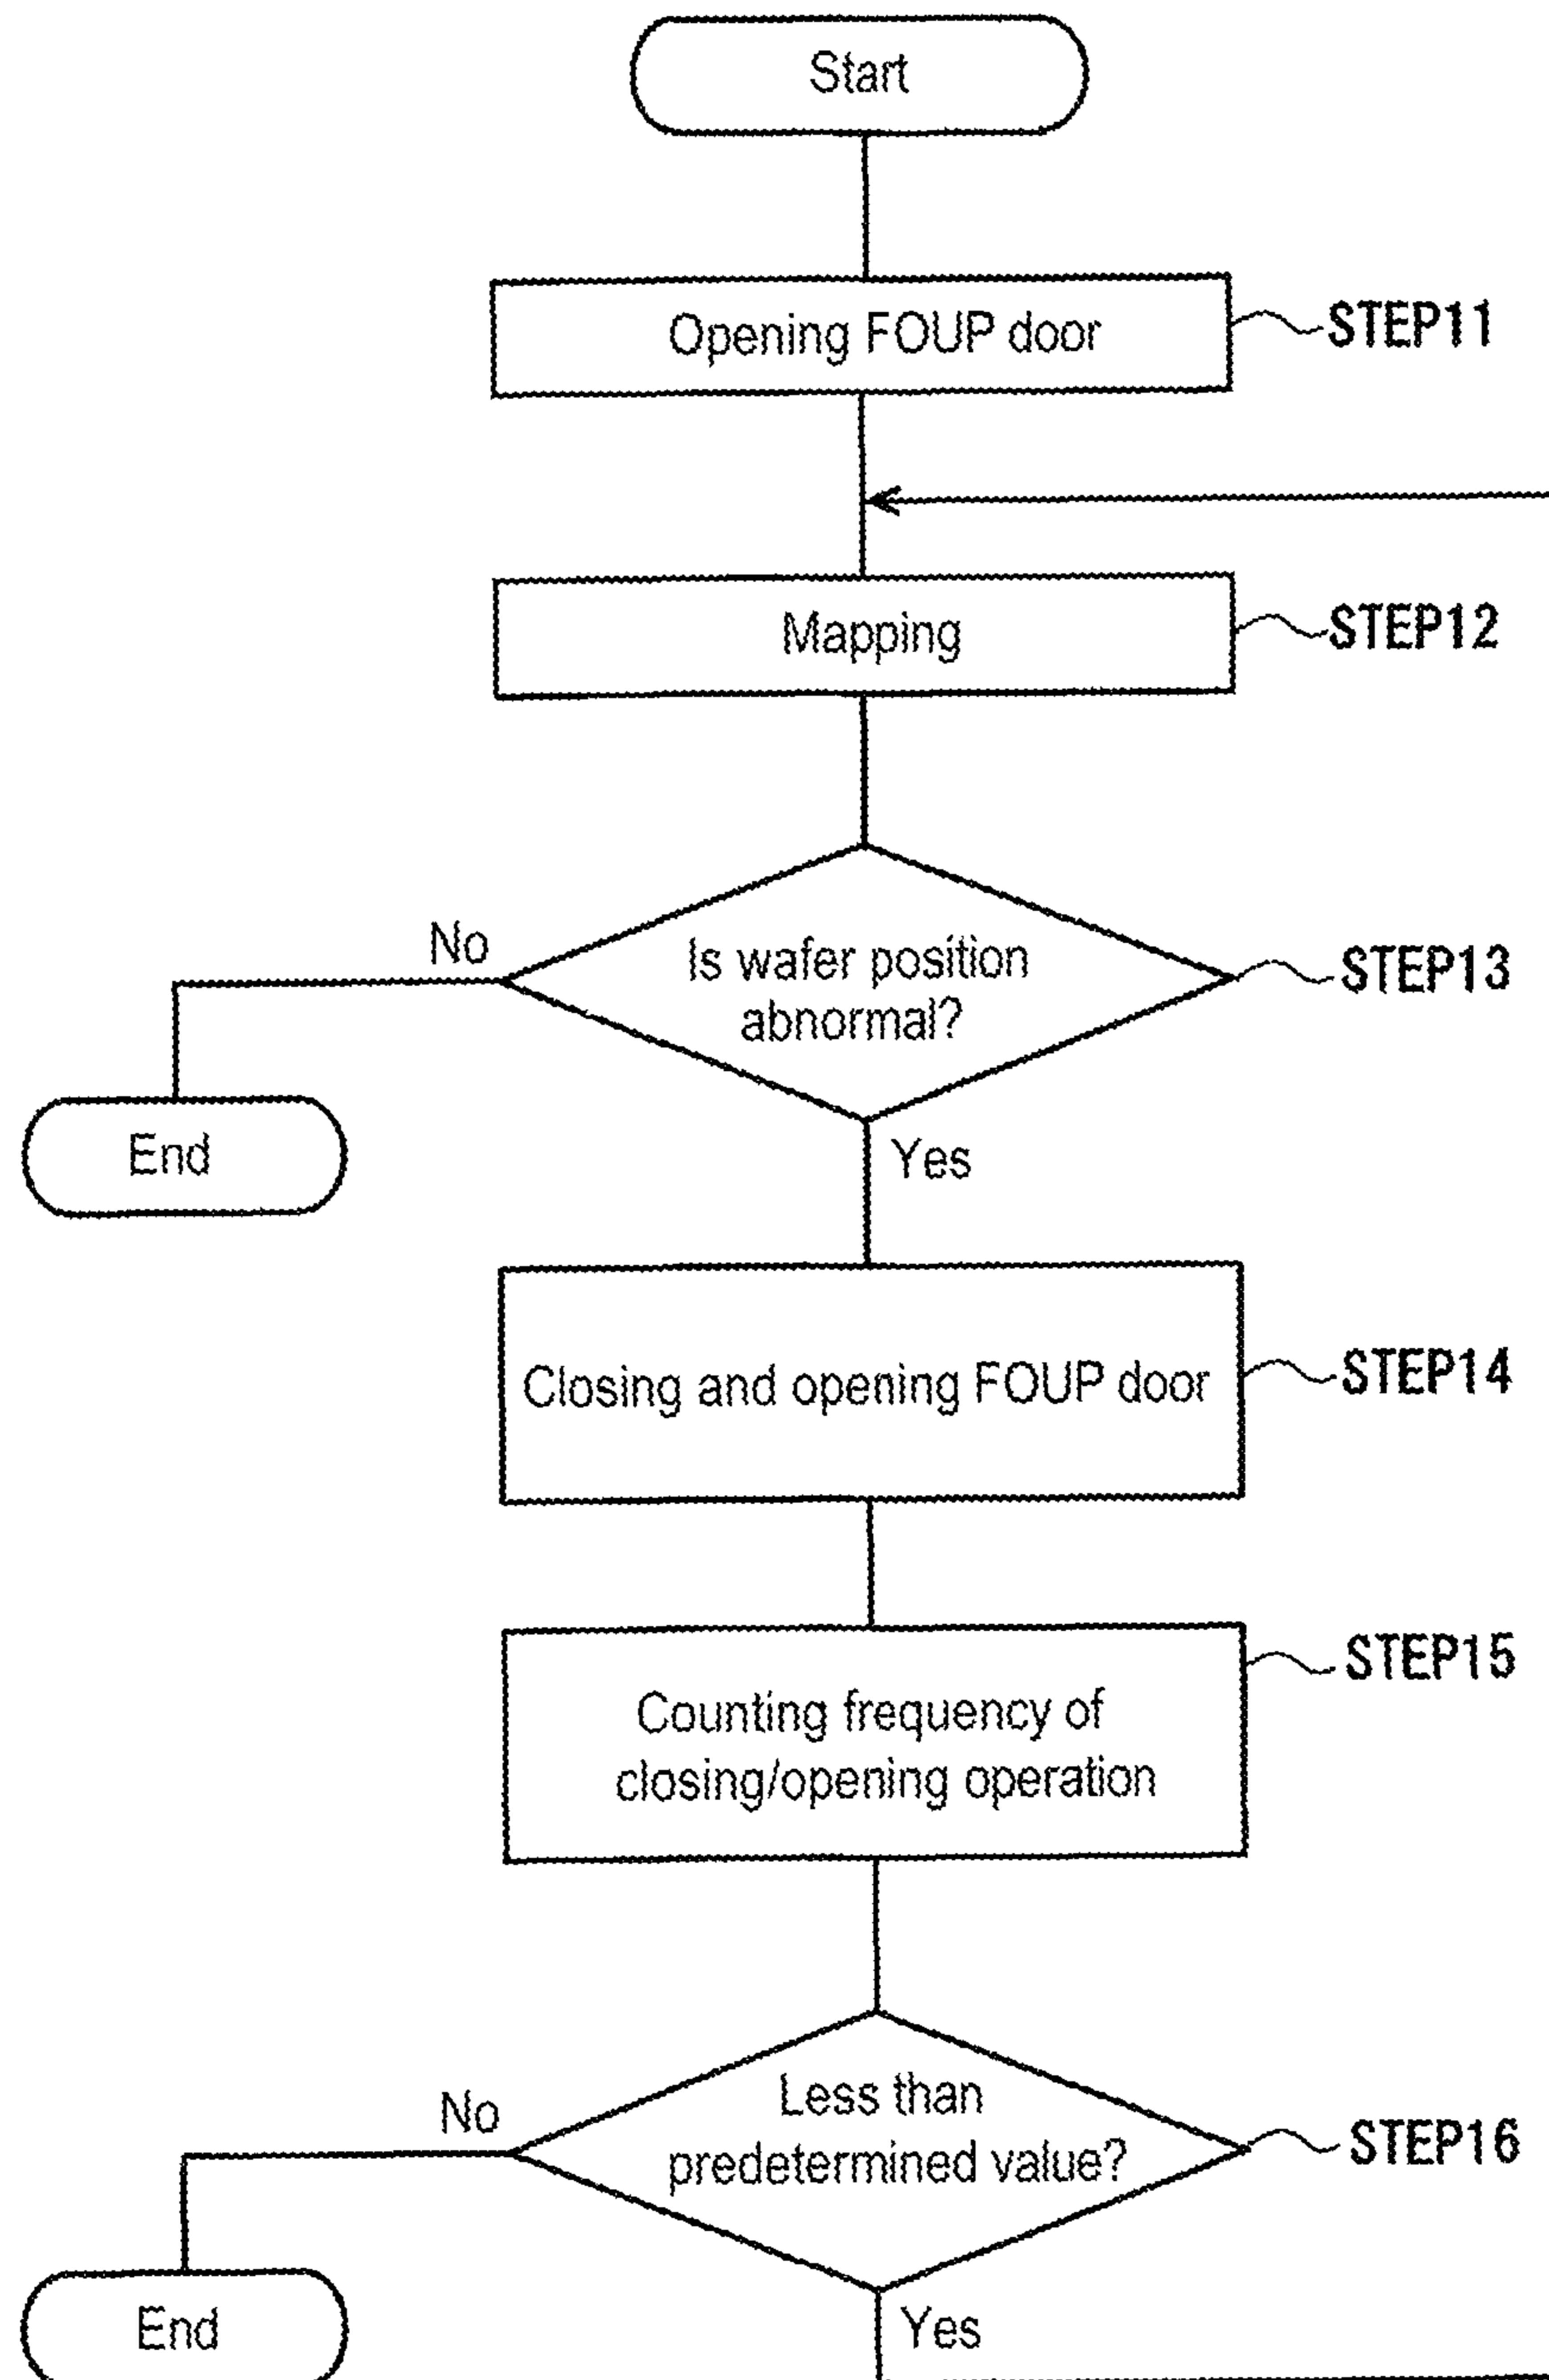 Start
Opening FOUP door
STEP11
Mapping
STEP12
No
Is wafer position
abnormal?
STEP13
End
Yes
Closing and opening FOUP door
STEP14
Counting frequency of
closing/opening operation
STEP15
No
Less than
predetermined value?
STEP16
End
Yes